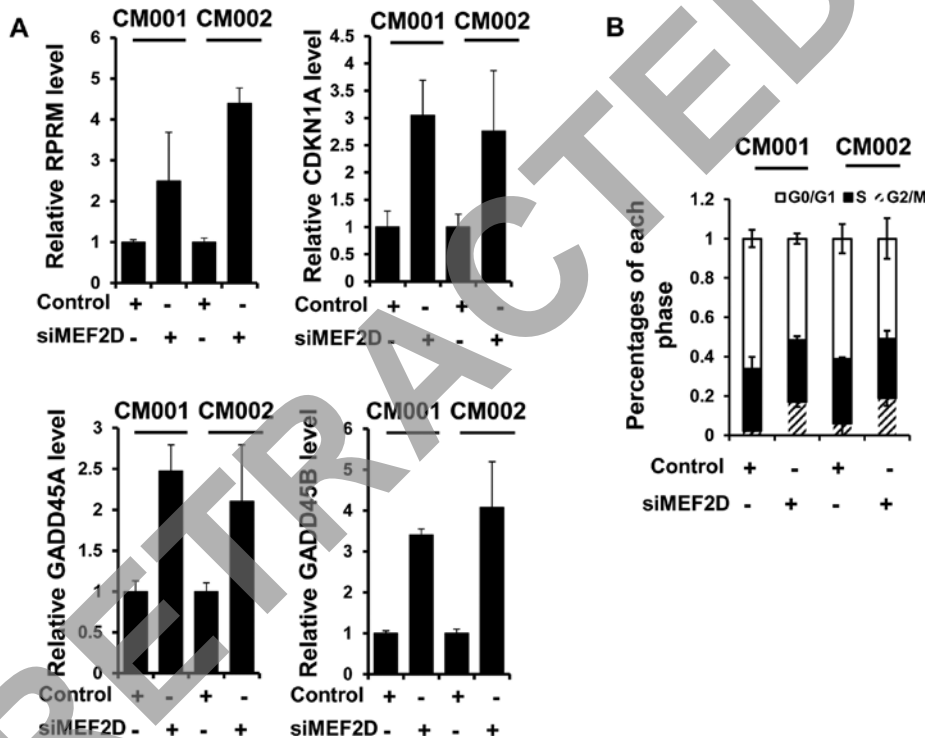 A
CM001 CM002
Relative RPRM level
6
5
4
3
2
1
0
Control + - + -
siMEF2D - + - +
CM001 CM002
Relative CDKN1A level
4.5
4
3.5
3
2.5
2
1.5
1
0.5
0
Control + - + -
siMEF2D - + - +
CM001 CM002
Relative GADD45A level
3
2.5
2
1.5
1
0.5
0
Control + - + -
siMEF2D - + - +
CM001 CM002
Relative GADD45B level
6
5
4
3
2
1
0
Control + - + -
siMEF2D - + - +
B
CM001 CM002
G0/G1 S G2/M
Percentages of each
phase
1.2
1
0.8
0.6
0.4
0.2
0
Control + - + -
siMEF2D - + - +
RETRACTED